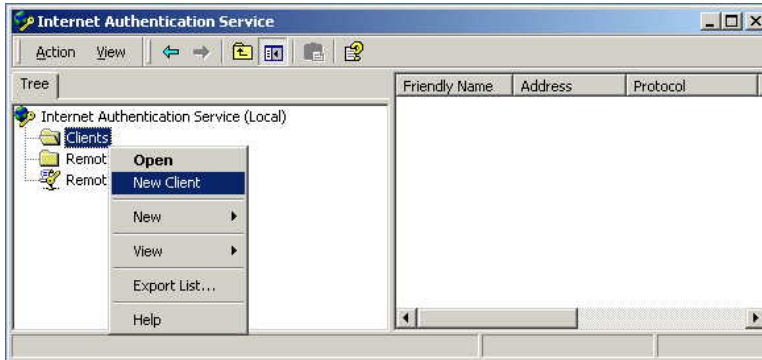 Internet Authentication Service
Action View
Tree
Friendly Name Address Protocol
Internet Authentication Service (Local)
Clients
Remot
Remot
Open
New Client
New
View
Export List...
Help